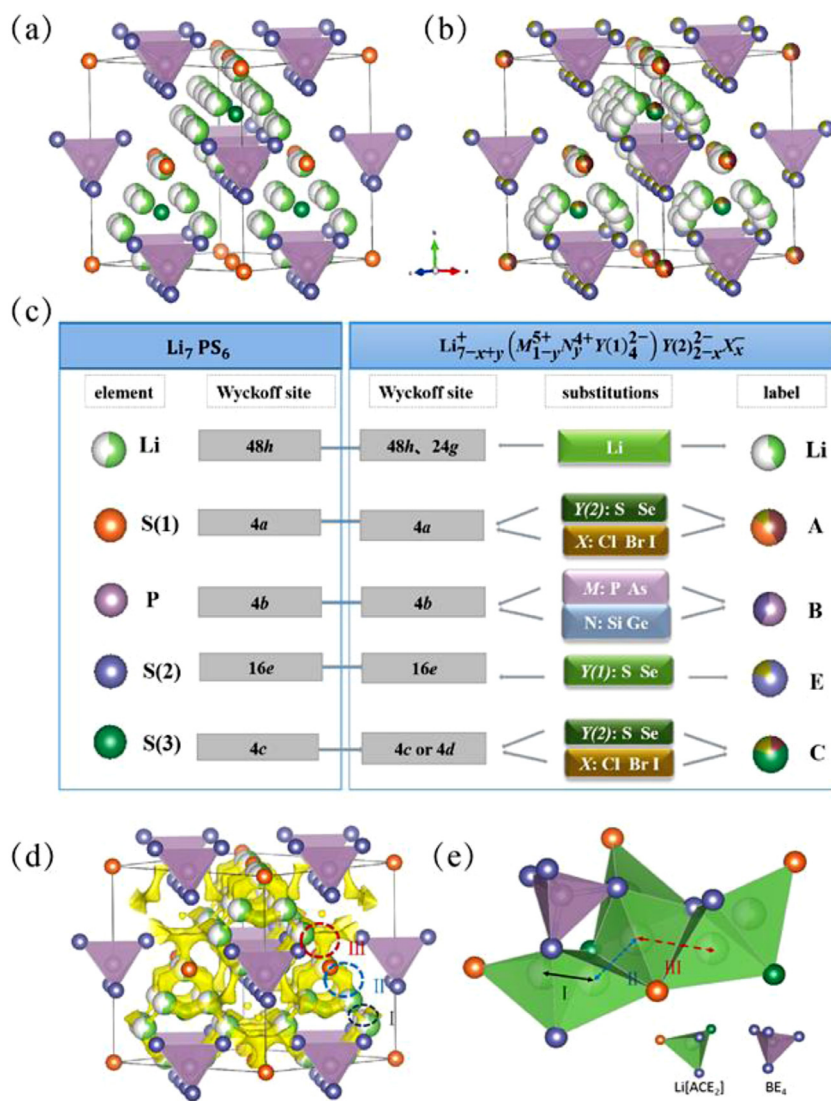 (a)
(b)
(c)
Li₇ PS₆
Li⁺₇₋ₓ₊ᵧ (M⁵⁺₁₋ᵧ N⁴⁺ᵧ Y(1)²⁻₄) Y(2)²⁻₂₋ₓ X⁻ₓ
element
Wyckoff site
Wyckoff site
substitutions
label
Li
48h
48h、24g
Li
Li
S(1)
4a
4a
Y(2): S Se
X: Cl Br I
A
P
4b
4b
M: P As
N: Si Ge
B
S(2)
16e
16e
Y(1): S Se
E
S(3)
4c
4c or 4d
Y(2): S Se
X: Cl Br I
C
(d)
III
II
I
(e)
I
II
III
Li[ACE₂]
BE₄